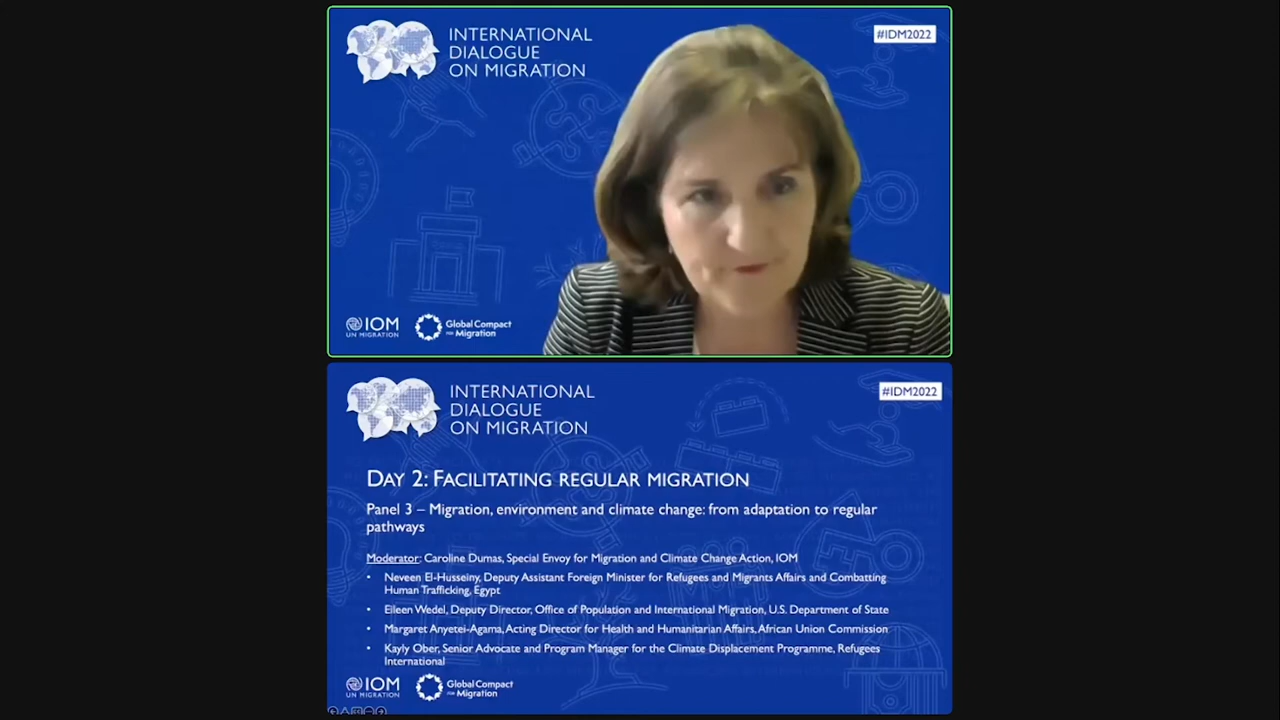 INTERNATIONAL
DIALOGUE
ON MIGRATION
#IDM2022
IOM
UN MIGRATION
Global Compact
FOR Migration
INTERNATIONAL
DIALOGUE
ON MIGRATION
#IDM2022
DAY 2: FACILITATING REGULAR MIGRATION
Panel 3 – Migration, environment and climate change: from adaptation to regular
pathways
Moderator: Caroline Dumas, Special Envoy for Migration and Climate Change Action, IOM
• Neveen El-Husseiny, Deputy Assistant Foreign Minister for Refugees and Migrants Affairs and Combatting
Human Trafficking, Egypt
• Eileen Wedel, Deputy Director, Office of Population and International Migration, U.S. Department of State
• Margaret Anyetei-Agama, Acting Director for Health and Humanitarian Affairs, African Union Commission
• Kayly Ober, Senior Advocate and Program Manager for the Climate Displacement Programme, Refugees
International
IOM
UN MIGRATION
Global Compact
FOR Migration